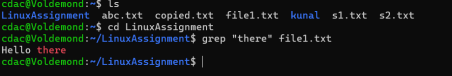 cdac@Voldemond:~$ ls
LinuxAssignment  abc.txt  copied.txt  file1.txt  kunal  s1.txt  s2.txt
cdac@Voldemond:~$ cd LinuxAssignment
cdac@Voldemond:~/LinuxAssignment$ grep "there" file1.txt
Hello there
cdac@Voldemond:~/LinuxAssignment$